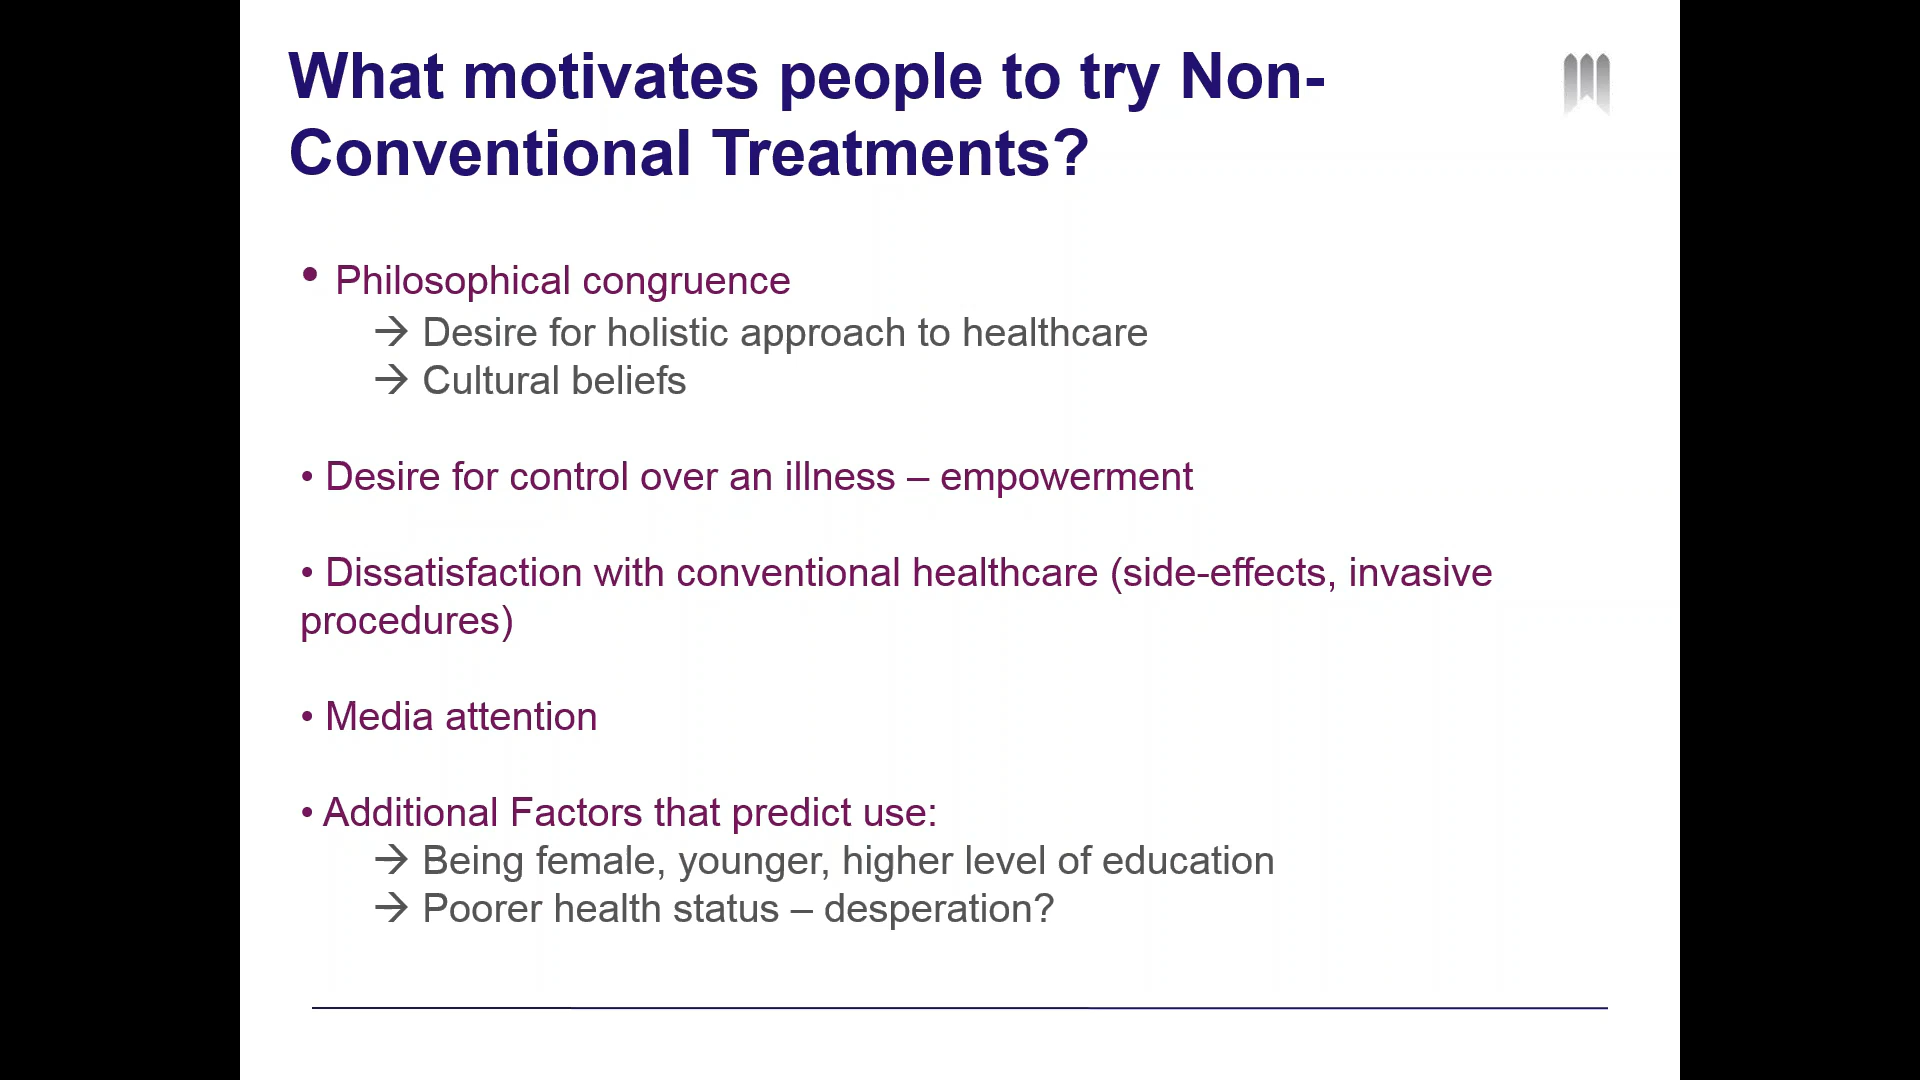 What motivates people to try Non-
Conventional Treatments?
• Philosophical congruence
→ Desire for holistic approach to healthcare
→ Cultural beliefs
• Desire for control over an illness – empowerment
• Dissatisfaction with conventional healthcare (side-effects, invasive
procedures)
• Media attention
• Additional Factors that predict use:
→ Being female, younger, higher level of education
→ Poorer health status – desperation?